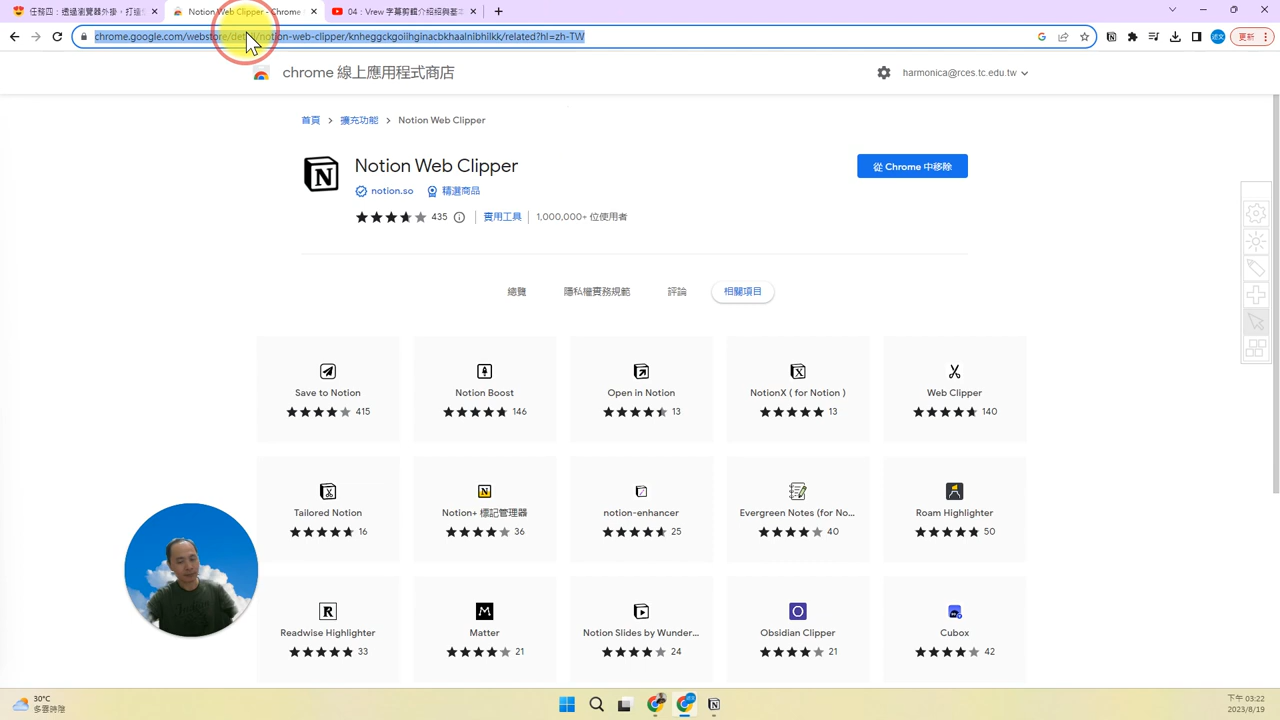 任務四：透過瀏覽器外掛，打造你
Notion Web Clipper - Chrome
04：Vrew 字幕剪輯介紹與基本
chrome.google.com/webstore/detail/notion-web-clipper/knheggckgoiihginacbkhaalnibhilkk/related?hl=zh-TW
更新
chrome 線上應用程式商店
harmonica@rces.tc.edu.tw
首頁 > 擴充功能 > Notion Web Clipper
Notion Web Clipper
從 Chrome 中移除
notion.so 精選商品
435 實用工具 1,000,000+ 位使用者
總覽 隱私權實務規範 評論 相關項目
Save to Notion Notion Boost Open in Notion NotionX ( for Notion ) Web Clipper
415 146 13 13 140
Tailored Notion Notion+ 標記管理器 notion-enhancer Evergreen Notes (for No... Roam Highlighter
16 36 25 40 50
Readwise Highlighter Matter Notion Slides by Wunder... Obsidian Clipper Cubox
33 21 24 21 42
30°C
多雲時陰
下午 03:22
2023/8/19